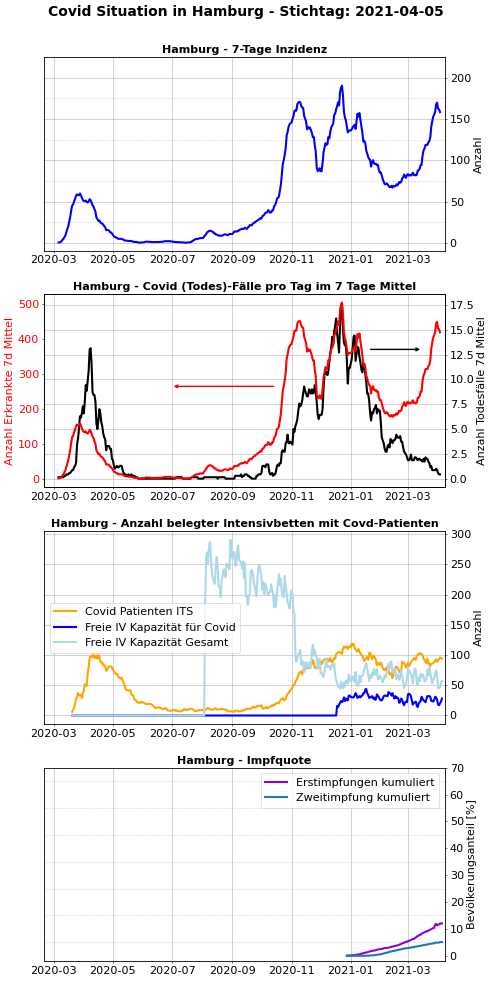 Covid Situation in Hamburg - Stichtag: 2021-04-05
Hamburg - 7-Tage Inzidenz
200
150
100
50
0
Anzahl
2020-03 2020-05 2020-07 2020-09 2020-11 2021-01 2021-03
Hamburg - Covid (Todes)-Fälle pro Tag im 7 Tage Mittel
Anzahl Erkrankte 7d Mittel
500
400
300
200
100
0
17.5
15.0
12.5
10.0
7.5
5.0
2.5
0.0
Anzahl Todesfälle 7d Mittel
2020-03 2020-05 2020-07 2020-09 2020-11 2021-01 2021-03
Hamburg - Anzahl belegter Intensivbetten mit Covd-Patienten
Covid Patienten ITS
Freie IV Kapazität für Covid
Freie IV Kapazität Gesamt
300
250
200
150
100
50
0
Anzahl
2020-03 2020-05 2020-07 2020-09 2020-11 2021-01 2021-03
Hamburg - Impfquote
Erstimpfungen kumuliert
Zweitimpfung kumuliert
70
60
50
40
30
20
10
0
Bevölkerungsanteil [%]
2020-03 2020-05 2020-07 2020-09 2020-11 2021-01 2021-03